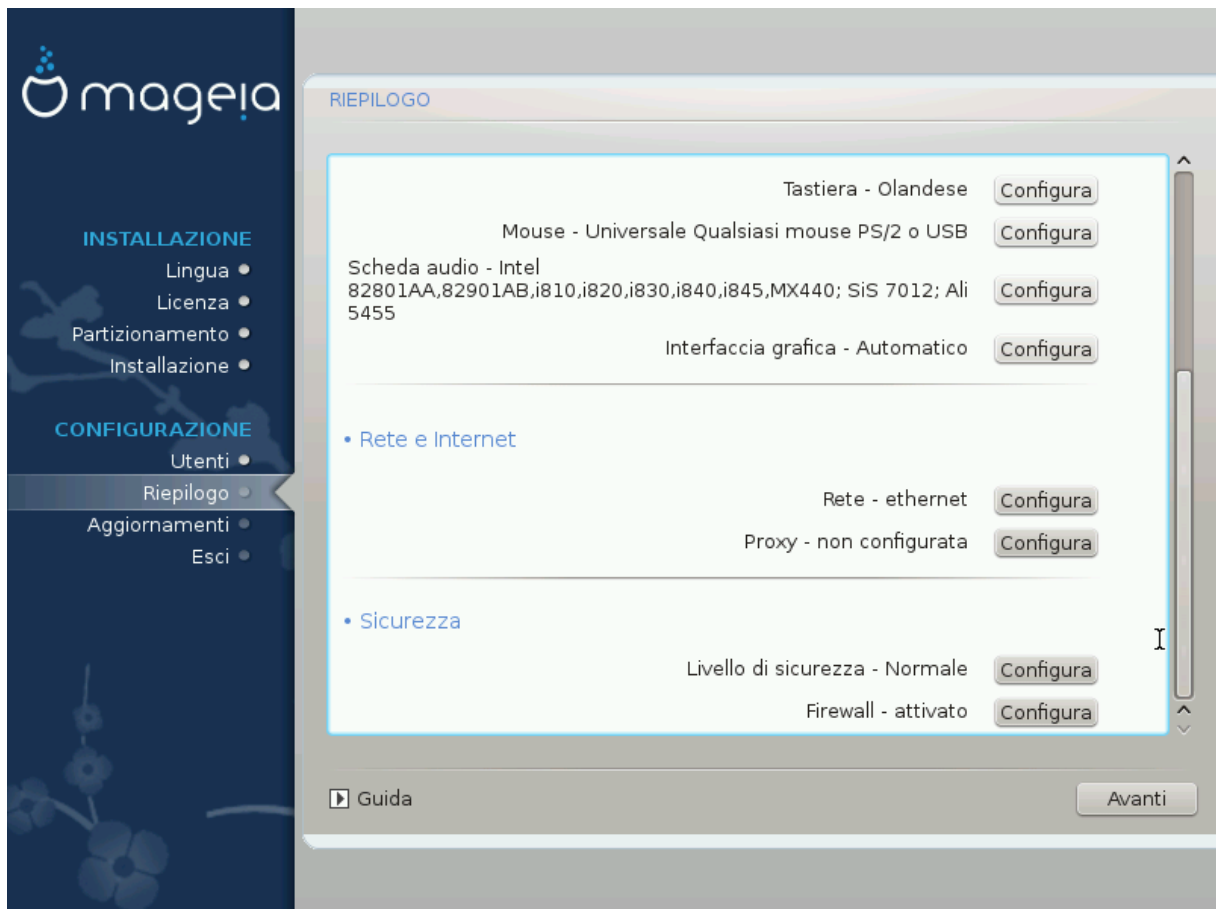 mageia
INSTALLAZIONE
Lingua
Licenza
Partizionamento
Installazione
CONFIGURAZIONE
Utenti
Riepilogo
Aggiornamenti
Esci
RIEPILOGO
Tastiera - Olandese Configura
Mouse - Universale Qualsiasi mouse PS/2 o USB Configura
Scheda audio - Intel
82801AA,82901AB,i810,i820,i830,i840,i845,MX440; SiS 7012; Ali Configura
5455
Interfaccia grafica - Automatico Configura
• Rete e Internet
Rete - ethernet Configura
Proxy - non configurata Configura
• Sicurezza
Livello di sicurezza - Normale Configura
Firewall - attivato Configura
Guida
Avanti